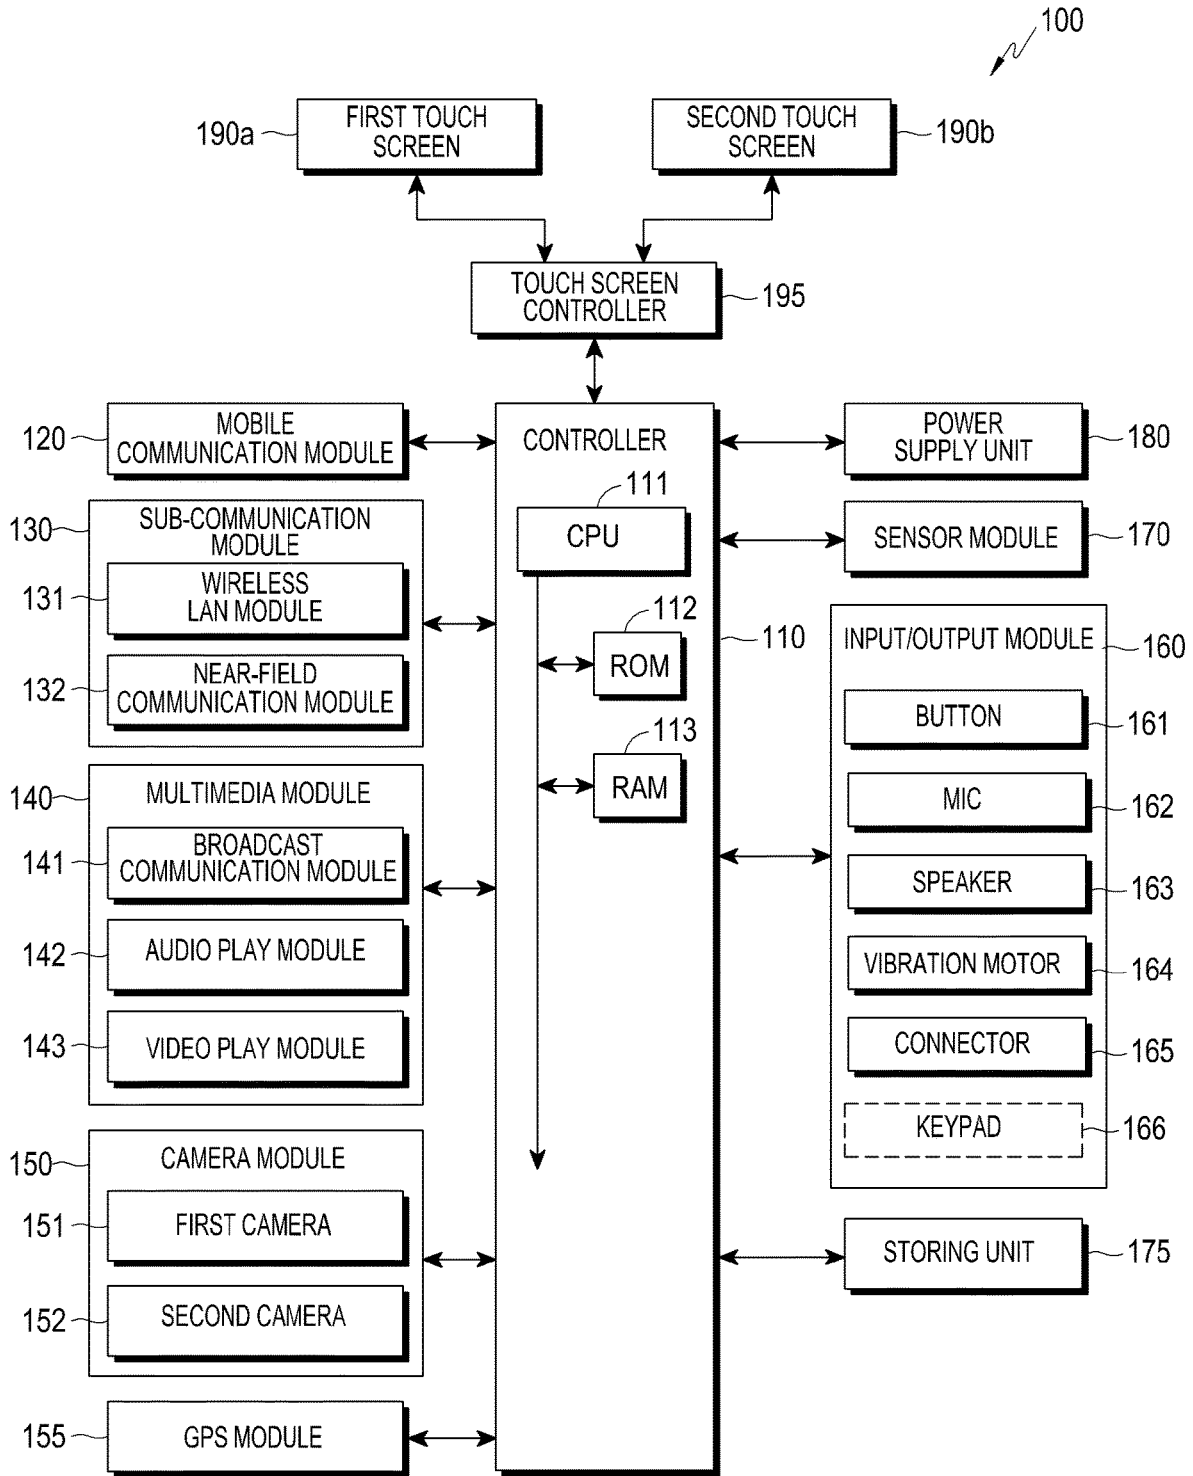 100
190a
FIRST TOUCH
SCREEN
SECOND TOUCH
SCREEN
190b
TOUCH SCREEN
CONTROLLER
195
120
MOBILE
COMMUNICATION MODULE
130
SUB-COMMUNICATION
MODULE
131
WIRELESS
LAN MODULE
132
NEAR-FIELD
COMMUNICATION MODULE
140
MULTIMEDIA MODULE
141
BROADCAST
COMMUNICATION MODULE
142
AUDIO PLAY MODULE
143
VIDEO PLAY MODULE
150
CAMERA MODULE
151
FIRST CAMERA
152
SECOND CAMERA
155
GPS MODULE
CONTROLLER
111
CPU
112
ROM
113
RAM
110
POWER
SUPPLY UNIT
180
SENSOR MODULE
170
INPUT/OUTPUT MODULE
160
BUTTON
161
MIC
162
SPEAKER
163
VIBRATION MOTOR
164
CONNECTOR
165
KEYPAD
166
STORING UNIT
175